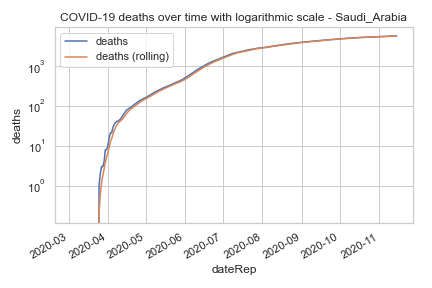 COVID-19 deaths over time with logarithmic scale - Saudi_Arabia
deaths
deaths (rolling)
10³
10²
10¹
10⁰
deaths
2020-03
2020-04
2020-05
2020-06
2020-07
2020-08
2020-09
2020-10
2020-11
dateRep